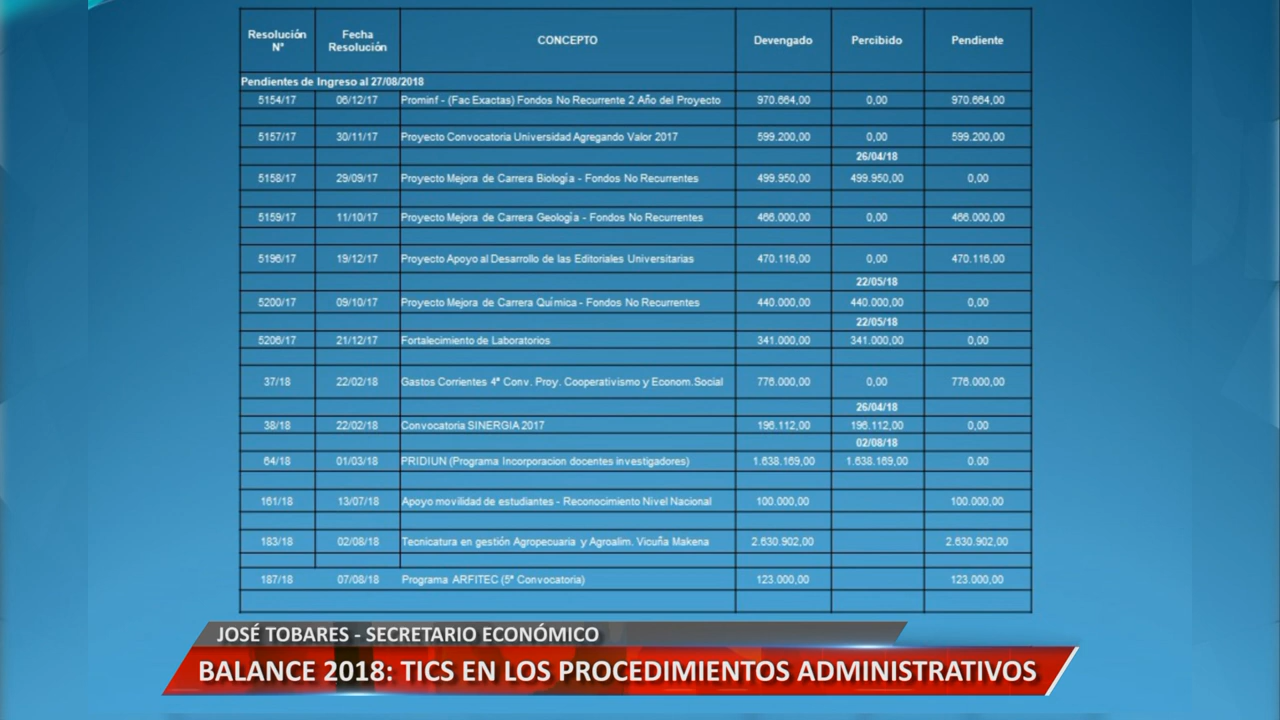 Resolución N° Fecha Resolución CONCEPTO Devengado Percibido Pendiente
Pendientes de Ingreso al 27/08/2018
5154/17 06/12/17 Prominf - (Fac Exactas) Fondos No Recurrente 2 Año del Proyecto 970.664,00 0,00 970.664,00
5157/17 30/11/17 Proyecto Convocatoria Universidad Agregando Valor 2017 599.200,00 0,00 599.200,00
26/04/18
5158/17 29/09/17 Proyecto Mejora de Carrera Biología - Fondos No Recurrentes 499.950,00 499.950,00 0,00
5159/17 11/10/17 Proyecto Mejora de Carrera Geología - Fondos No Recurrentes 466.000,00 0,00 466.000,00
5196/17 19/12/17 Proyecto Apoyo al Desarrollo de las Editoriales Universitarias 470.116,00 0,00 470.116,00
22/05/18
5200/17 09/10/17 Proyecto Mejora de Carrera Química - Fondos No Recurrentes 440.000,00 440.000,00 0,00
22/05/18
5206/17 21/12/17 Fortalecimiento de Laboratorios 341.000,00 341.000,00 0,00
37/18 22/02/18 Gastos Corrientes 4ª Conv. Proy. Cooperativismo y Econom.Social 776.000,00 0,00 776.000,00
26/04/18
38/18 22/02/18 Convocatoria SINERGIA 2017 196.112,00 196.112,00 0,00
02/08/18
64/18 01/03/18 PRIDIUN (Programa Incorporacion docentes investigadores) 1.638.169,00 1.638.169,00 0.00
161/18 13/07/18 Apoyo movilidad de estudiantes - Reconocimiento Nivel Nacional 100.000,00 100.000,00
183/18 02/08/18 Tecnicatura en gestión Agropecuaria y Agroalim. Vicuña Makena 2.630.902,00 2.630.902,00
187/18 07/08/18 Programa ARFITEC (5ª Convocatoria) 123.000,00 123.000,00
JOSÉ TOBARES - SECRETARIO ECONÓMICO
BALANCE 2018: TICS EN LOS PROCEDIMIENTOS ADMINISTRATIVOS